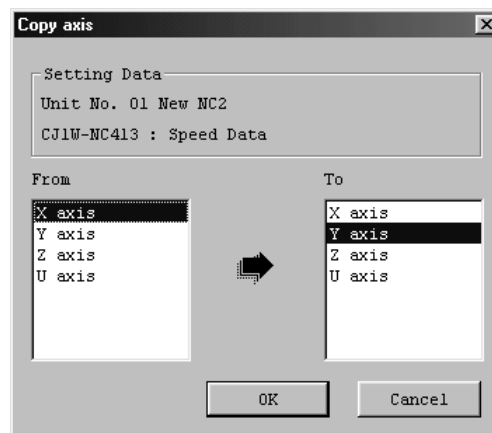 Copy axis
Setting Data
Unit No. 01 New NC2
CJ1W-NC413 : Speed Data
From
To
X axis
Y axis
Z axis
U axis
X axis
Y axis
Z axis
U axis
OK
Cancel